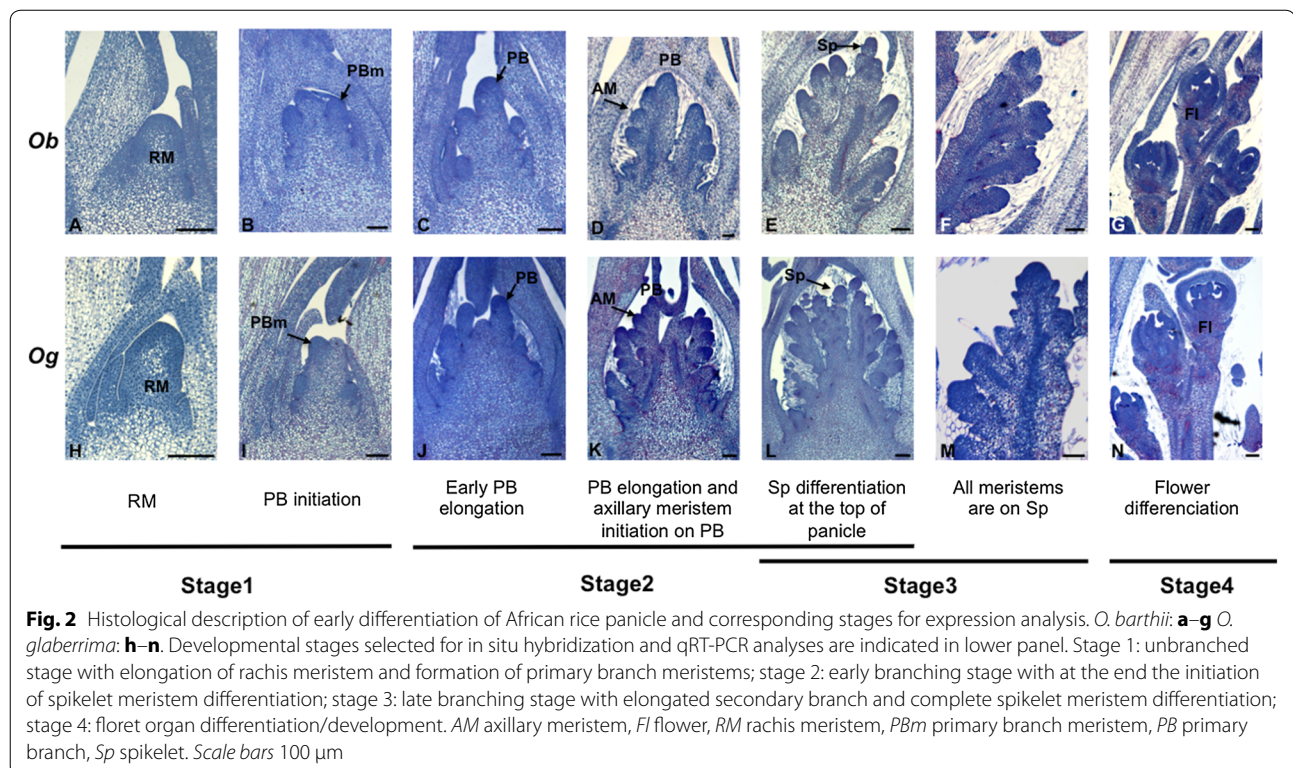 Ob
RM
A
PBm
B
PB
C
PB
AM
D
Sp
E
F
Fl
G
Og
RM
H
PBm
I
PB
J
PB
AM
K
Sp
L
M
Fl
N
RM
PB initiation
Early PB
elongation
PB elongation and
axillary meristem
initiation on PB
Sp differentiation
at the top of
panicle
All meristems
are on Sp
Flower
differenciation
Stage1
Stage2
Stage3
Stage4
Fig. 2 Histological description of early differentiation of African rice panicle and corresponding stages for expression analysis. O. barthii: a–g O.
glaberrima: h–n. Developmental stages selected for in situ hybridization and qRT-PCR analyses are indicated in lower panel. Stage 1: unbranched
stage with elongation of rachis meristem and formation of primary branch meristems; stage 2: early branching stage with at the end the initiation
of spikelet meristem differentiation; stage 3: late branching stage with elongated secondary branch and complete spikelet meristem differentiation;
stage 4: floret organ differentiation/development. AM axillary meristem, Fl flower, RM rachis meristem, PBm primary branch meristem, PB primary
branch, Sp spikelet. Scale bars 100 µm